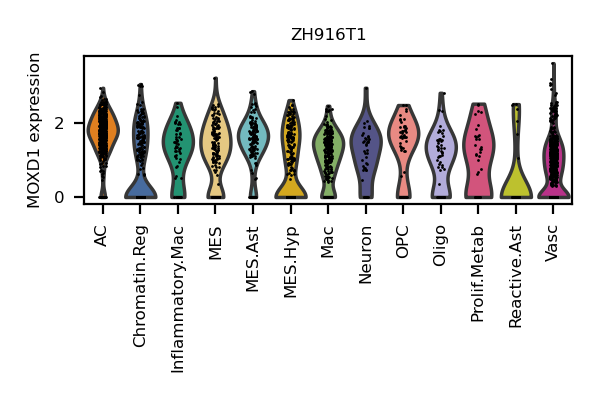 ZH916T1
MOXD1 expression
2
0
AC
Chromatin.Reg
Inflammatory.Mac
MES
MES.Ast
MES.Hyp
Mac
Neuron
OPC
Oligo
Prolif.Metab
Reactive.Ast
Vasc